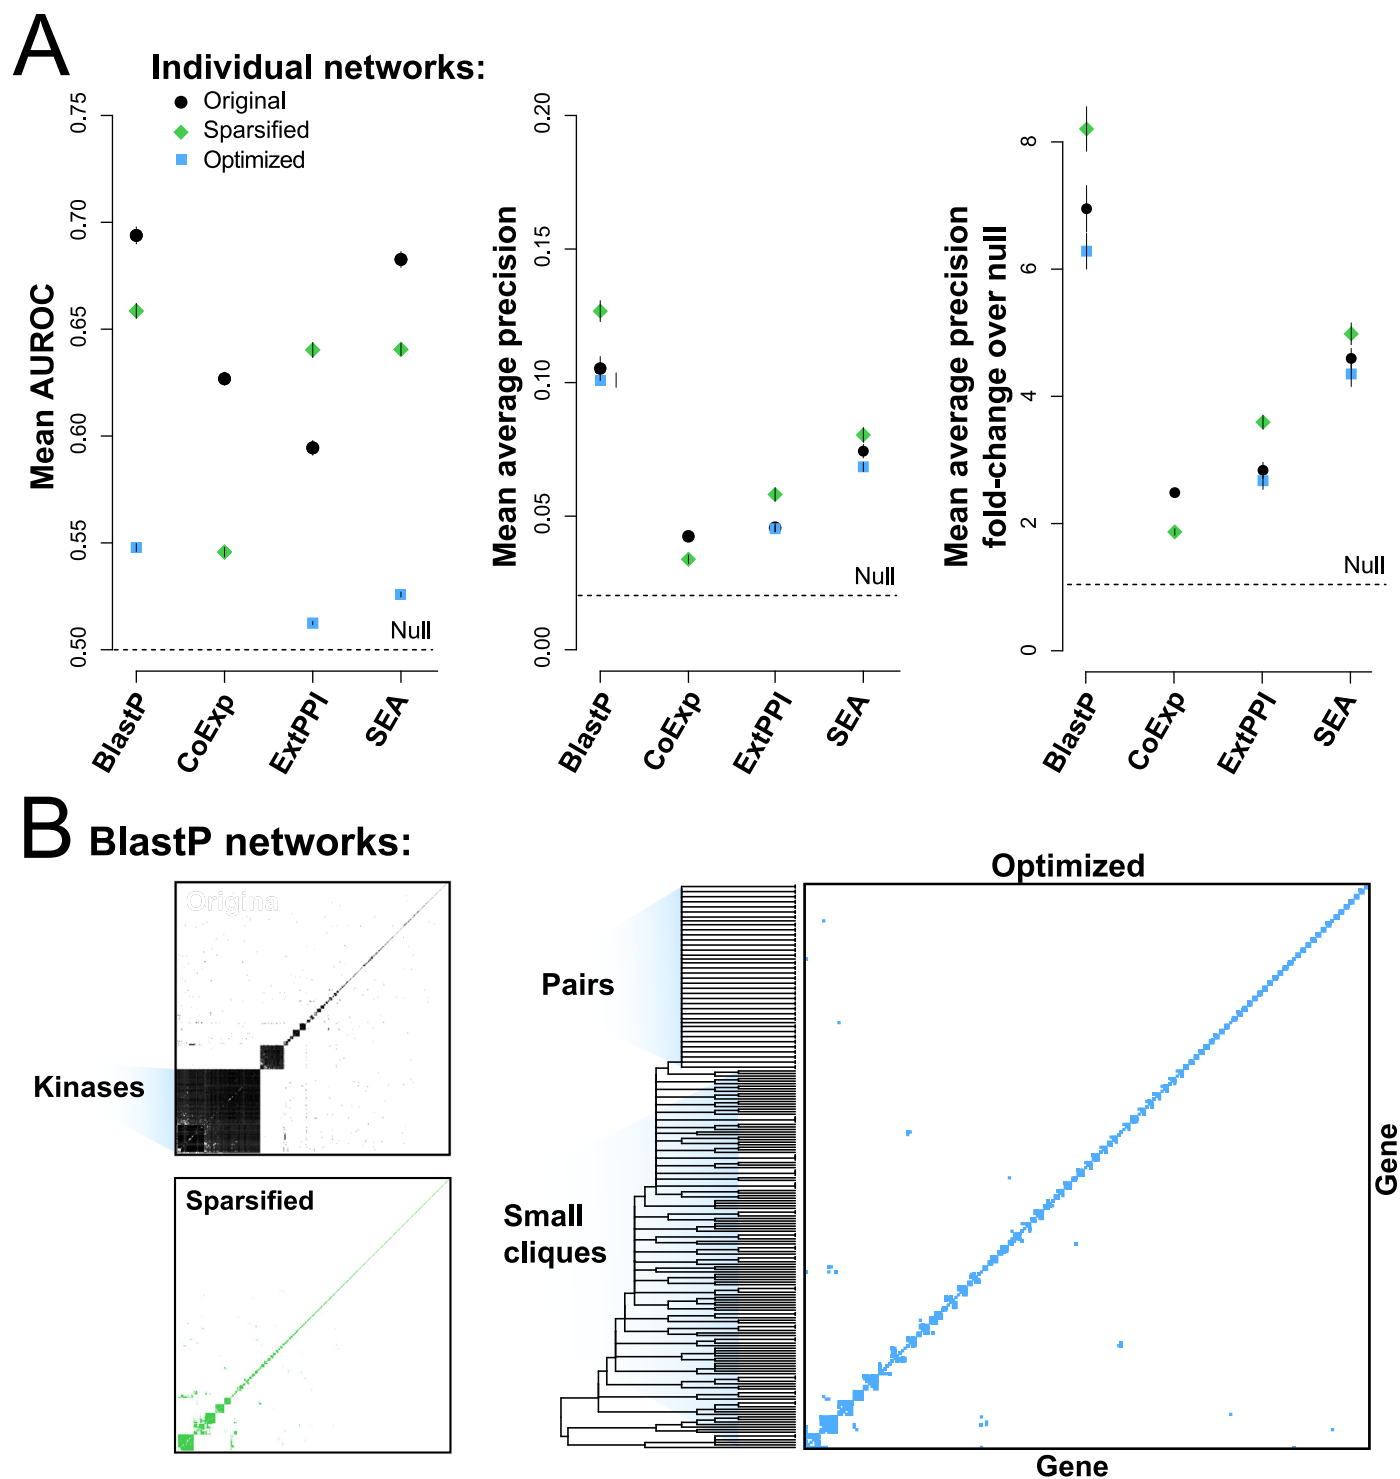 A
Individual networks:
Original
Sparsified
Optimized
Mean AUROC
0.50
0.55
0.60
0.65
0.70
0.75
Null
BlastP
CoExp
ExtPPI
SEA
Mean average precision
0.00
0.05
0.10
0.15
0.20
Null
BlastP
CoExp
ExtPPI
SEA
Mean average precision
fold-change over null
0
2
4
6
8
Null
BlastP
CoExp
ExtPPI
SEA
B
BlastP networks:
Origina
Kinases
Sparsified
Optimized
Pairs
Small
cliques
Gene
Gene